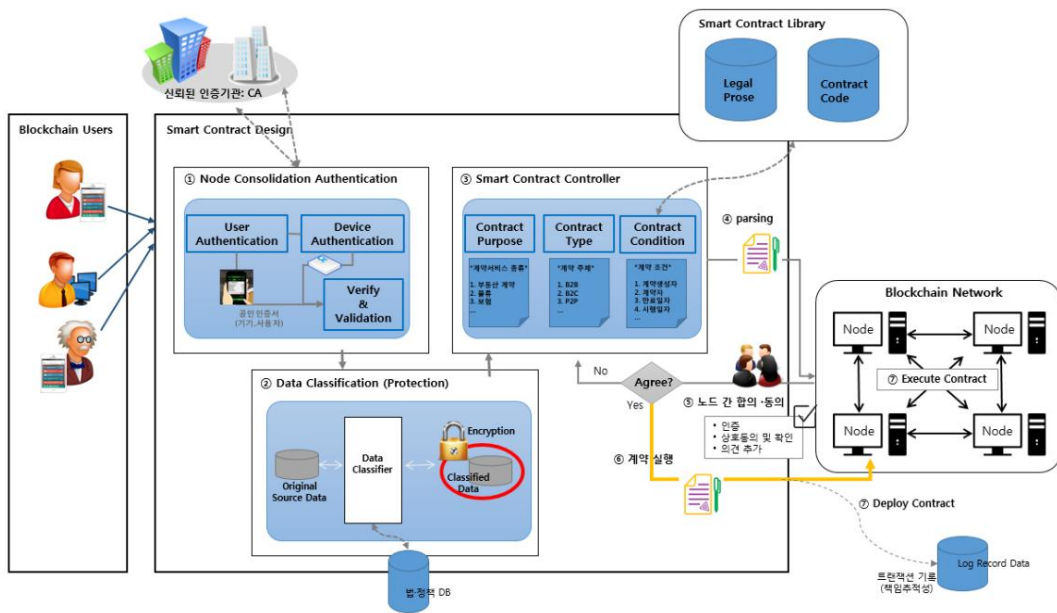 Smart Contract Library
Legal
Prose
Contract
Code
신뢰된 인증기관: CA
Blockchain Users
Smart Contract Design
① Node Consolidation Authentication
User
Authentication
Device
Authentication
Verify
&
Validation
공인인증서
(기기,사용자)
② Data Classification (Protection)
Original
Source Data
Data
Classifier
Encryption
Classified
Data
법·정책 DB
③ Smart Contract Controller
Contract
Purpose
Contract
Type
Contract
Condition
"계약서비스 종류"
1. 부동산 계약
2. 물류
3. 보험
...
"계약 주체"
1. B2B
2. B2C
3. P2P
...
"계약 조건"
1. 계약생성자
2. 계약자
3. 만료일자
4. 시행일자
...
④ parsing
No
Agree?
Yes
⑤ 노드 간 합의·동의
• 인증
• 상호동의 및 확인
• 의견 추가
⑥ 계약 실행
Blockchain Network
Node
Node
⑦ Execute Contract
Node
Node
⑦ Deploy Contract
Log Record Data
트랜잭션 기록
(책임추적성)